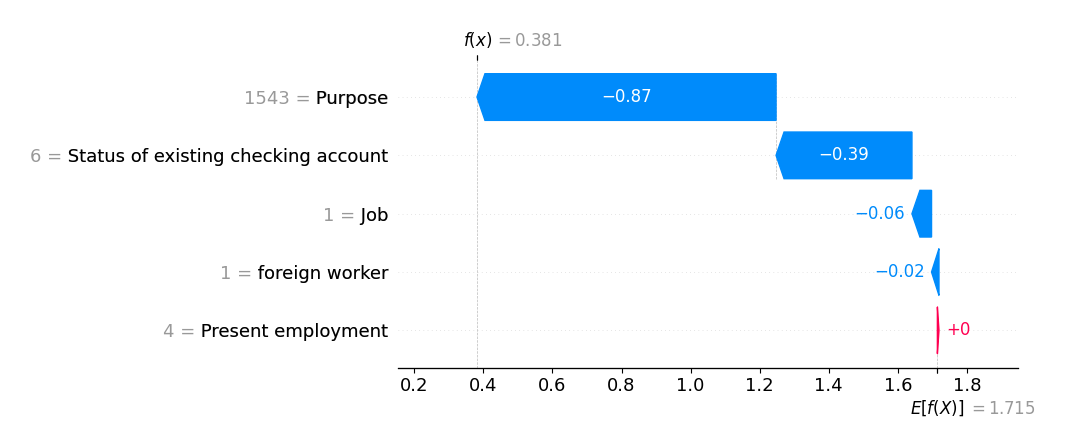 f(x) = 0.381
1543 = Purpose
−0.87
6 = Status of existing checking account
−0.39
1 = Job
−0.06
1 = foreign worker
−0.02
4 = Present employment
+0
0.2 0.4 0.6 0.8 1.0 1.2 1.4 1.6 1.8
E[f(X)] = 1.715